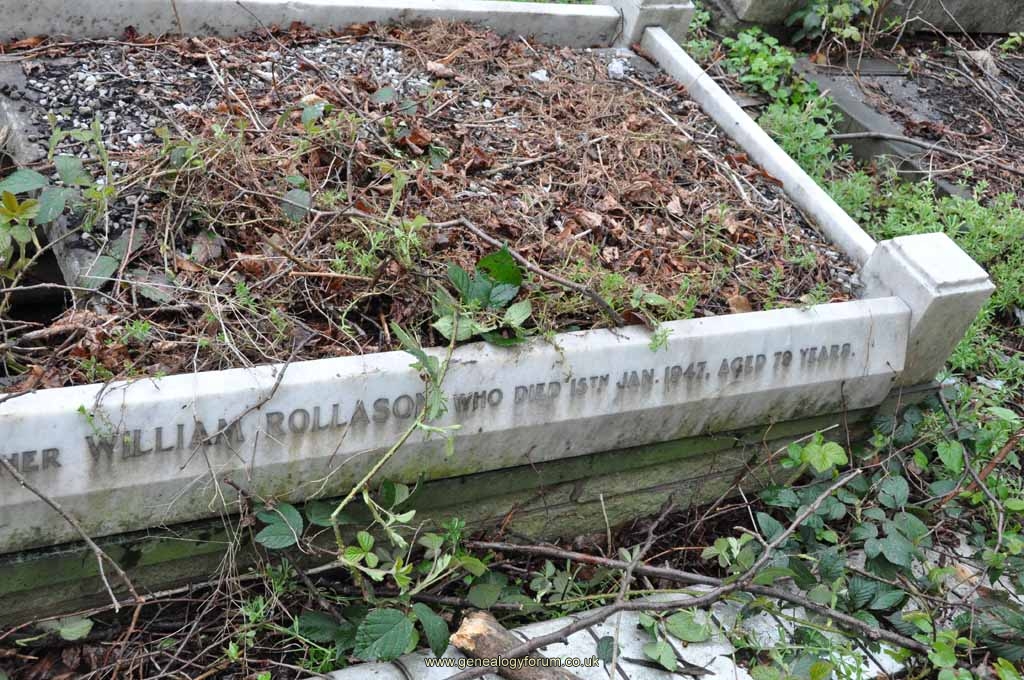 HER WILLIAM ROLLASON WHO DIED 15TH JAN. 1947, AGED 79 YEARS.
www.genealogyforum.co.uk